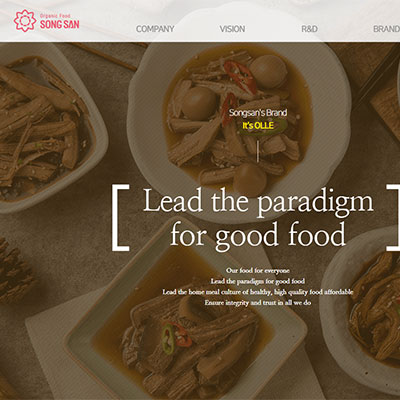 Organic Food
SONG SAN
COMPANY VISION R&D BRAND
Songsan's Brand
It's OLLE
Lead the paradigm
for good food
Our food for everyone
Lead the paradigm for good food
Lead the home meal culture of healthy, high quality food affordable
Ensure integrity and trust in all we do